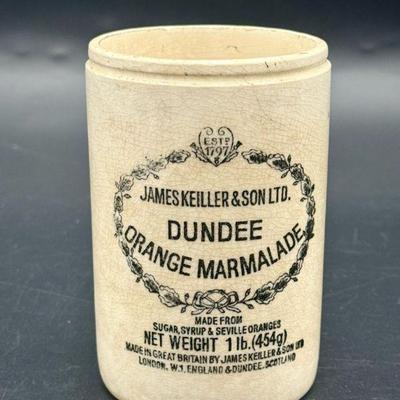 ESTD
1797
JAMES KEILLER & SON LTD.
DUNDEE
ORANGE MARMALADE
MADE FROM
SUGAR, SYRUP & SEVILLE ORANGES
NET WEIGHT 1 lb. (454g)
MADE IN GREAT BRITAIN BY JAMES KEILLER & SON LTD
LONDON, W.1. ENGLAND & DUNDEE, SCOTLAND